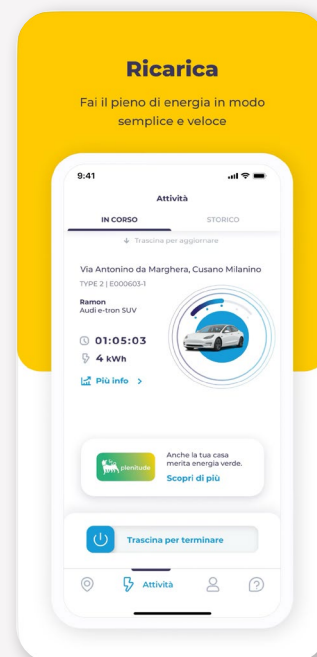 Ricarica
Fai il pieno di energia in modo
semplice e veloce
9:41
Attività
IN CORSO STORICO
Trascina per aggiornare
Via Antonino da Marghera, Cusano Milanino
TYPE 2 | E000603-1
Ramon
Audi e-tron SUV
01:05:03
4 kWh
Più info >
plenitude
Anche la tua casa
merita energia verde.
Scopri di più
Trascina per terminare
Attività